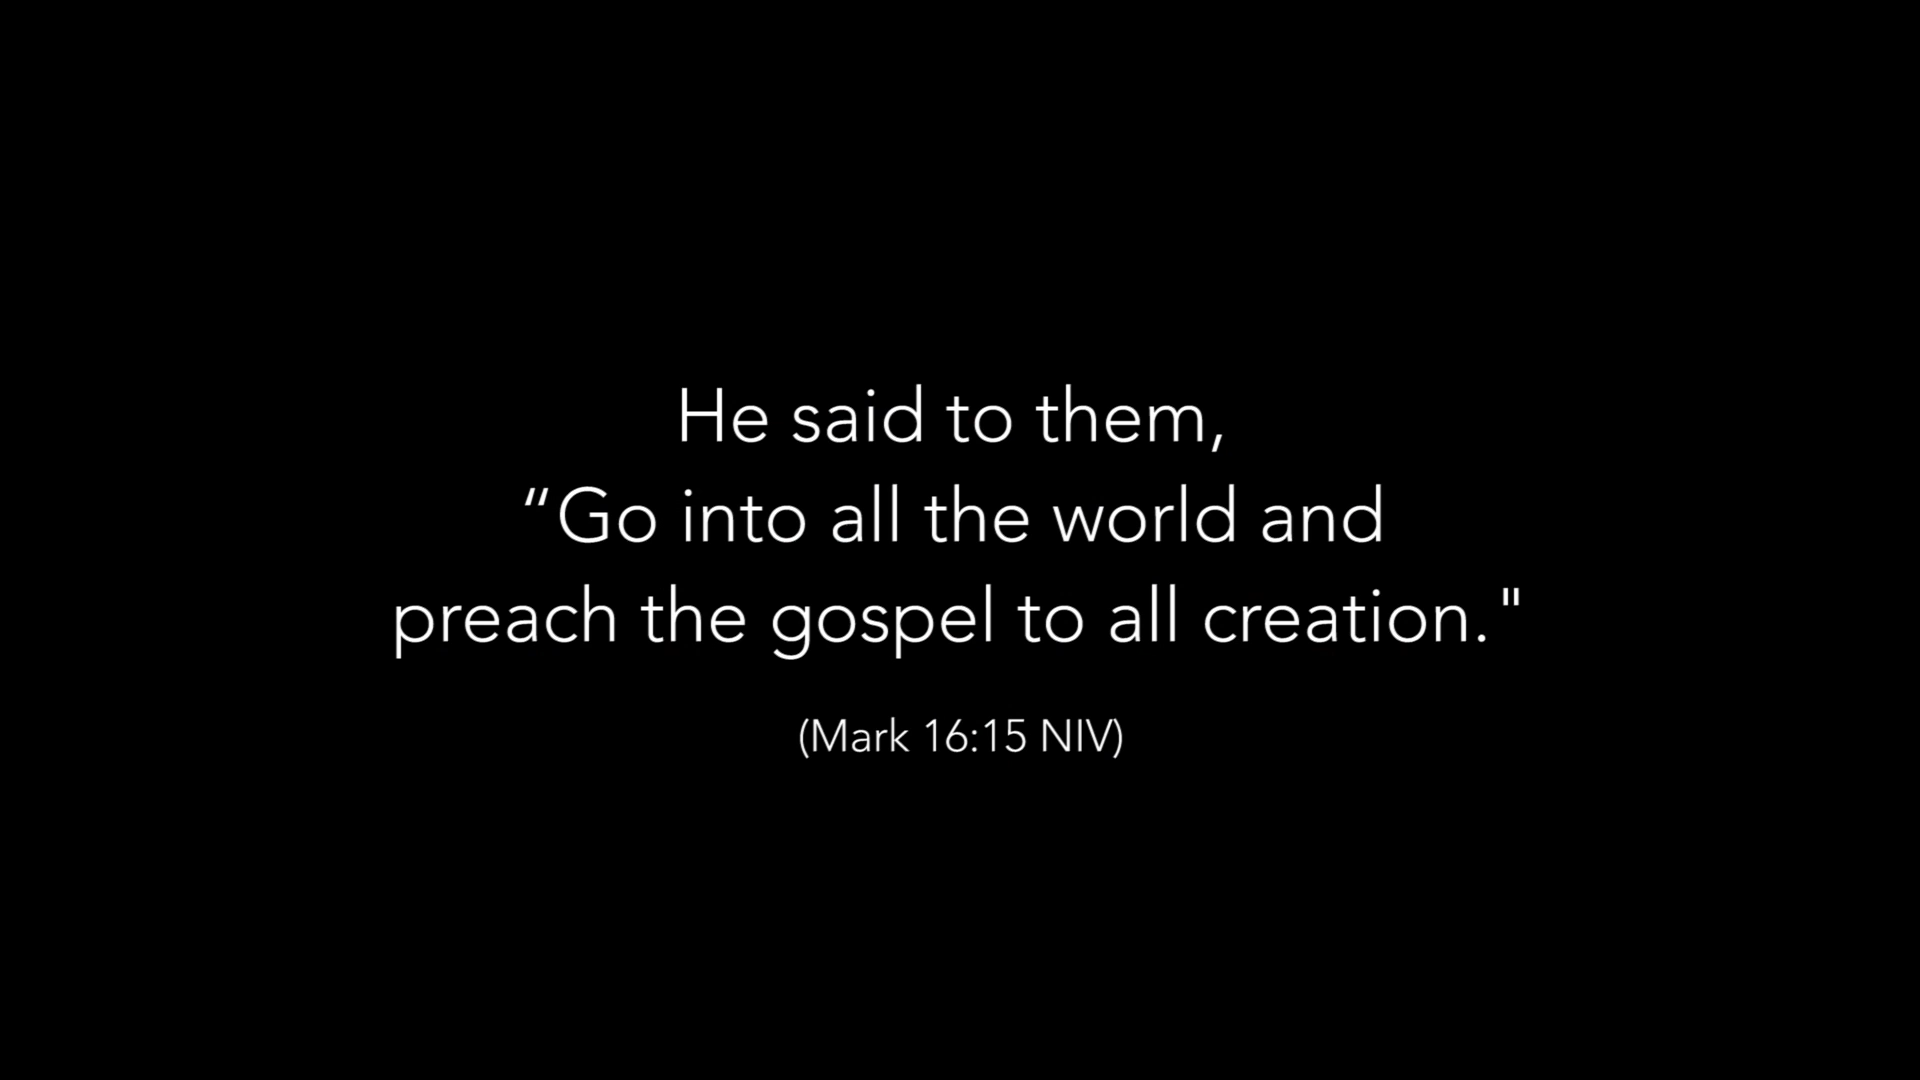 He said to them,
“Go into all the world and
preach the gospel to all creation."
(Mark 16:15 NIV)